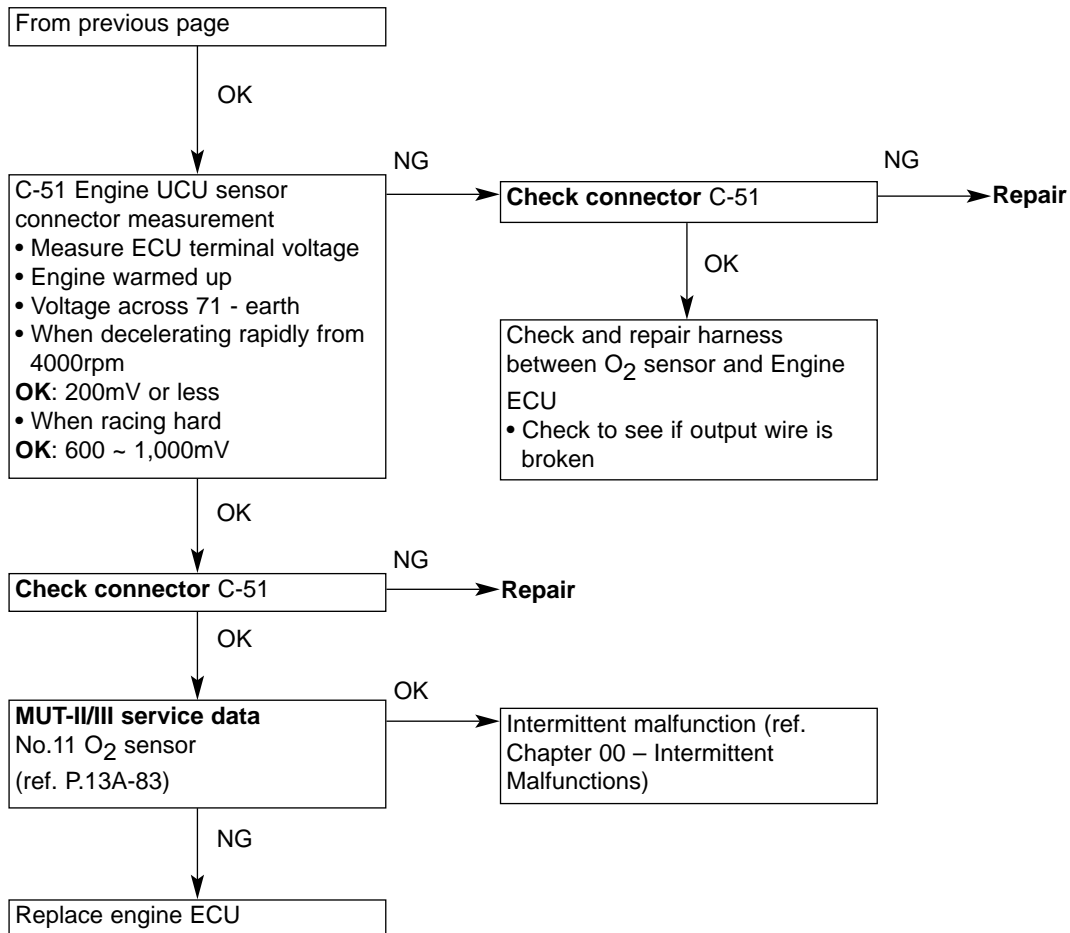 From previous page
OK
C-51 Engine UCU sensor
connector measurement
• Measure ECU terminal voltage
• Engine warmed up
• Voltage across 71 - earth
• When decelerating rapidly from
4000rpm
OK: 200mV or less
• When racing hard
OK: 600 ~ 1,000mV
NG
Check connector C-51
NG
Repair
OK
Check and repair harness
between O2 sensor and Engine
ECU
• Check to see if output wire is
broken
OK
Check connector C-51
NG
Repair
OK
MUT-II/III service data
No.11 O2 sensor
(ref. P.13A-83)
OK
Intermittent malfunction (ref.
Chapter 00 – Intermittent
Malfunctions)
NG
Replace engine ECU